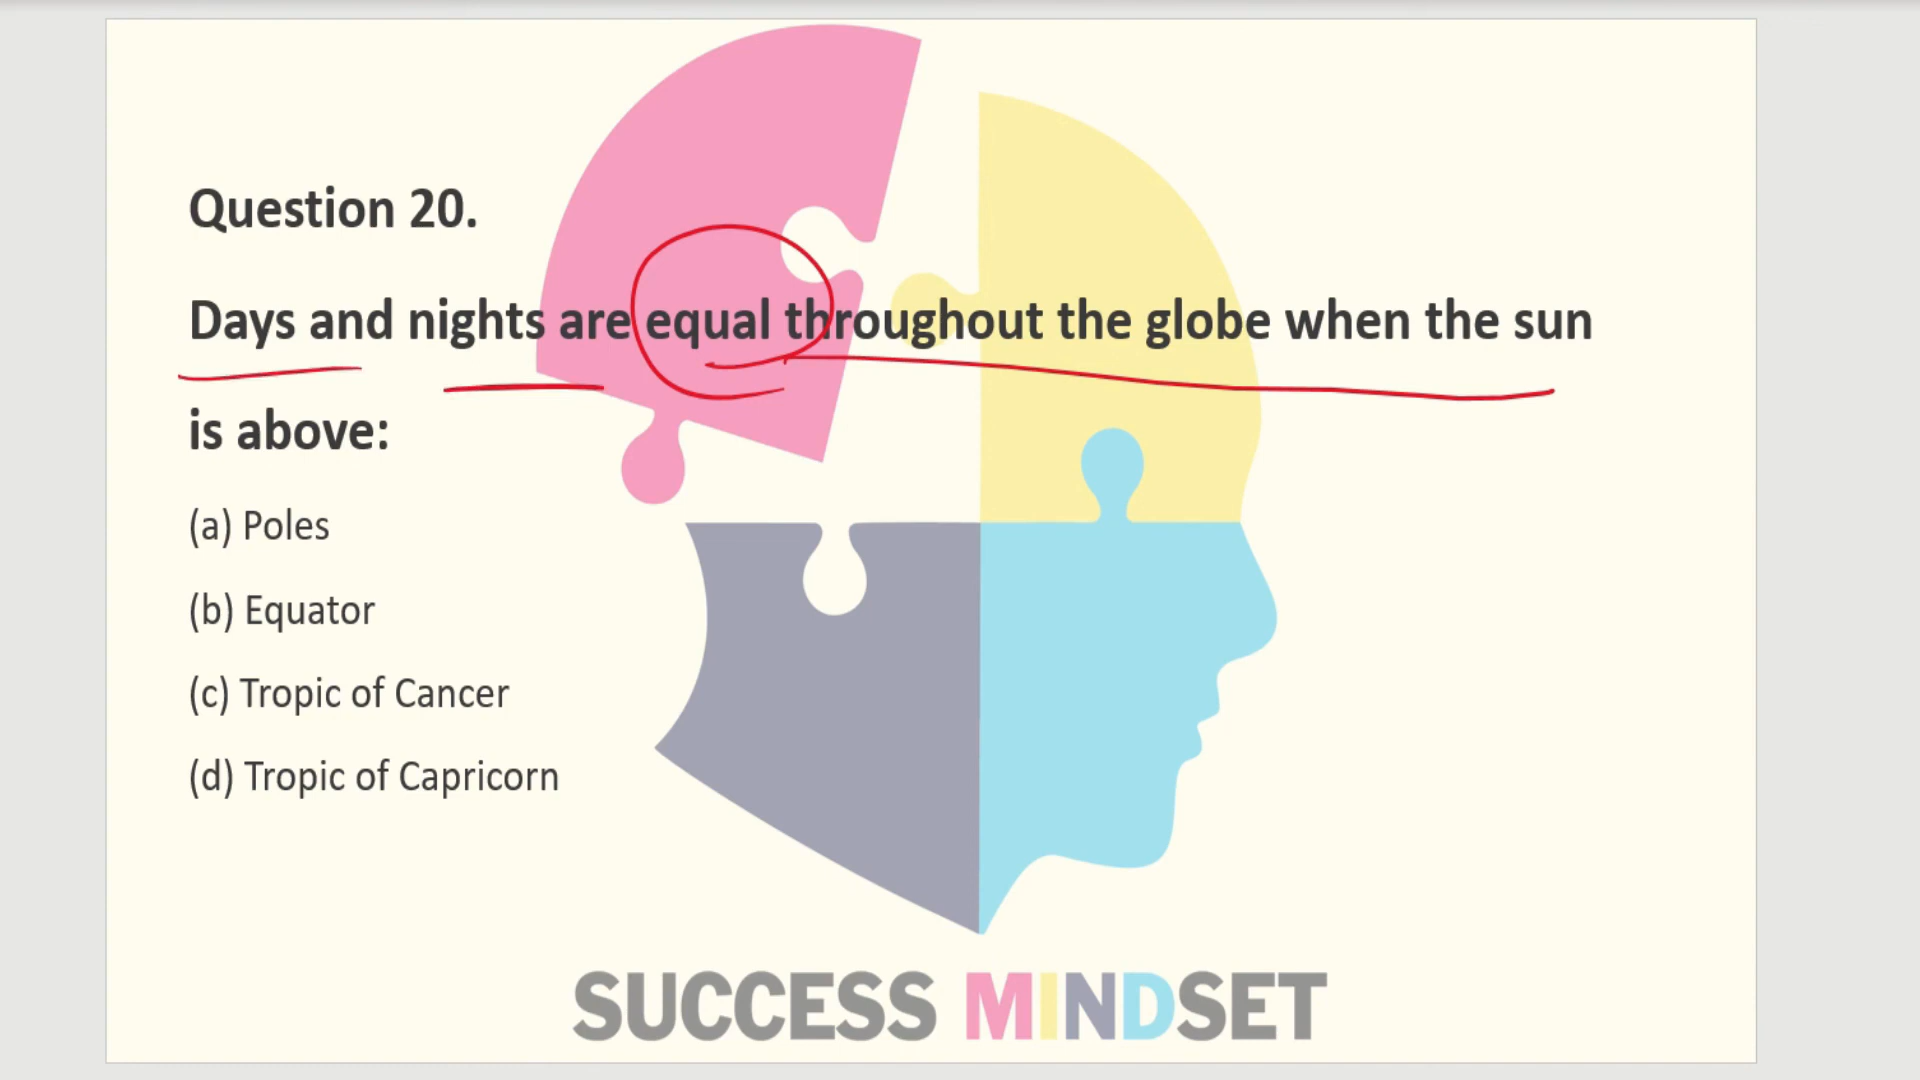 Question 20.
Days and nights are equal throughout the globe when the sun
is above:
(a) Poles
(b) Equator
(c) Tropic of Cancer
(d) Tropic of Capricorn
SUCCESS MINDSET